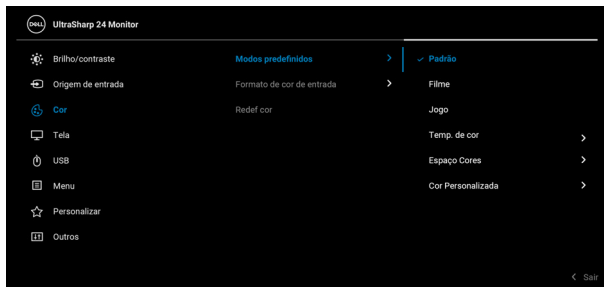 DELL UltraSharp 24 Monitor
Brilho/contraste
Origem de entrada
Cor
Tela
USB
Menu
Personalizar
Outros
Modos predefinidos
Formato de cor de entrada
Redef cor
Padrão
Filme
Jogo
Temp. de cor
Espaço Cores
Cor Personalizada
Sair